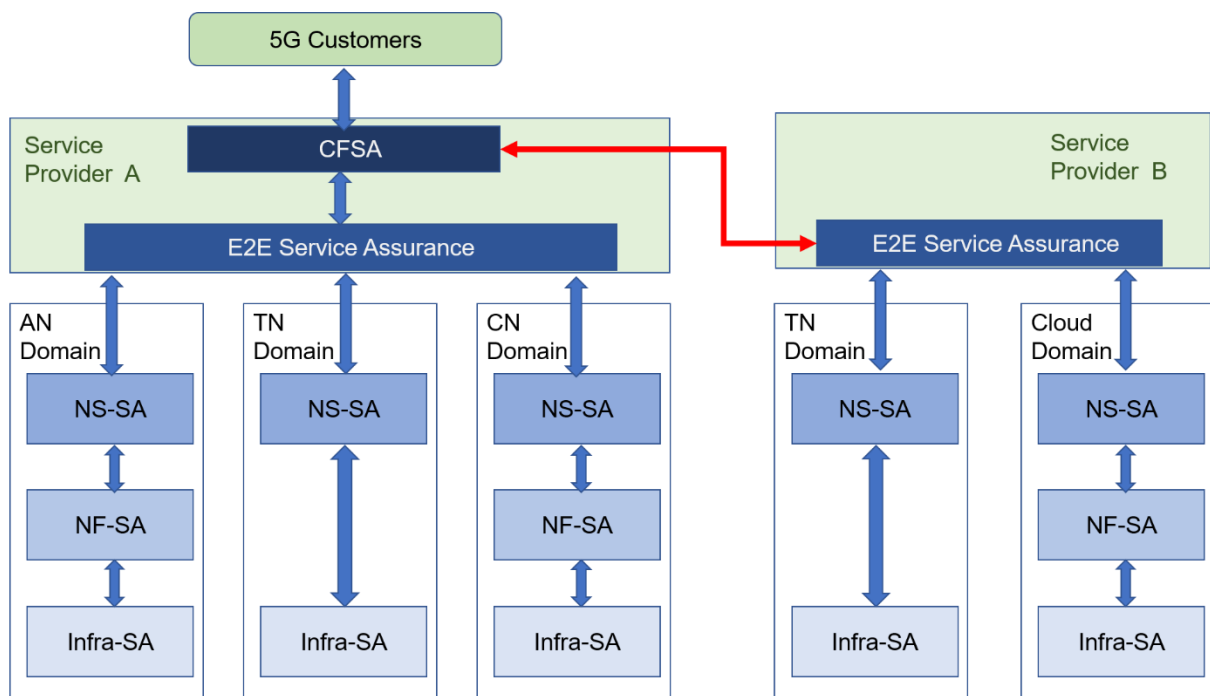 5G Customers
Service
Provider A
CFSA
E2E Service Assurance
Service
Provider B
E2E Service Assurance
AN
Domain
NS-SA
NF-SA
Infra-SA
TN
Domain
NS-SA
Infra-SA
CN
Domain
NS-SA
NF-SA
Infra-SA
TN
Domain
NS-SA
Infra-SA
Cloud
Domain
NS-SA
NF-SA
Infra-SA